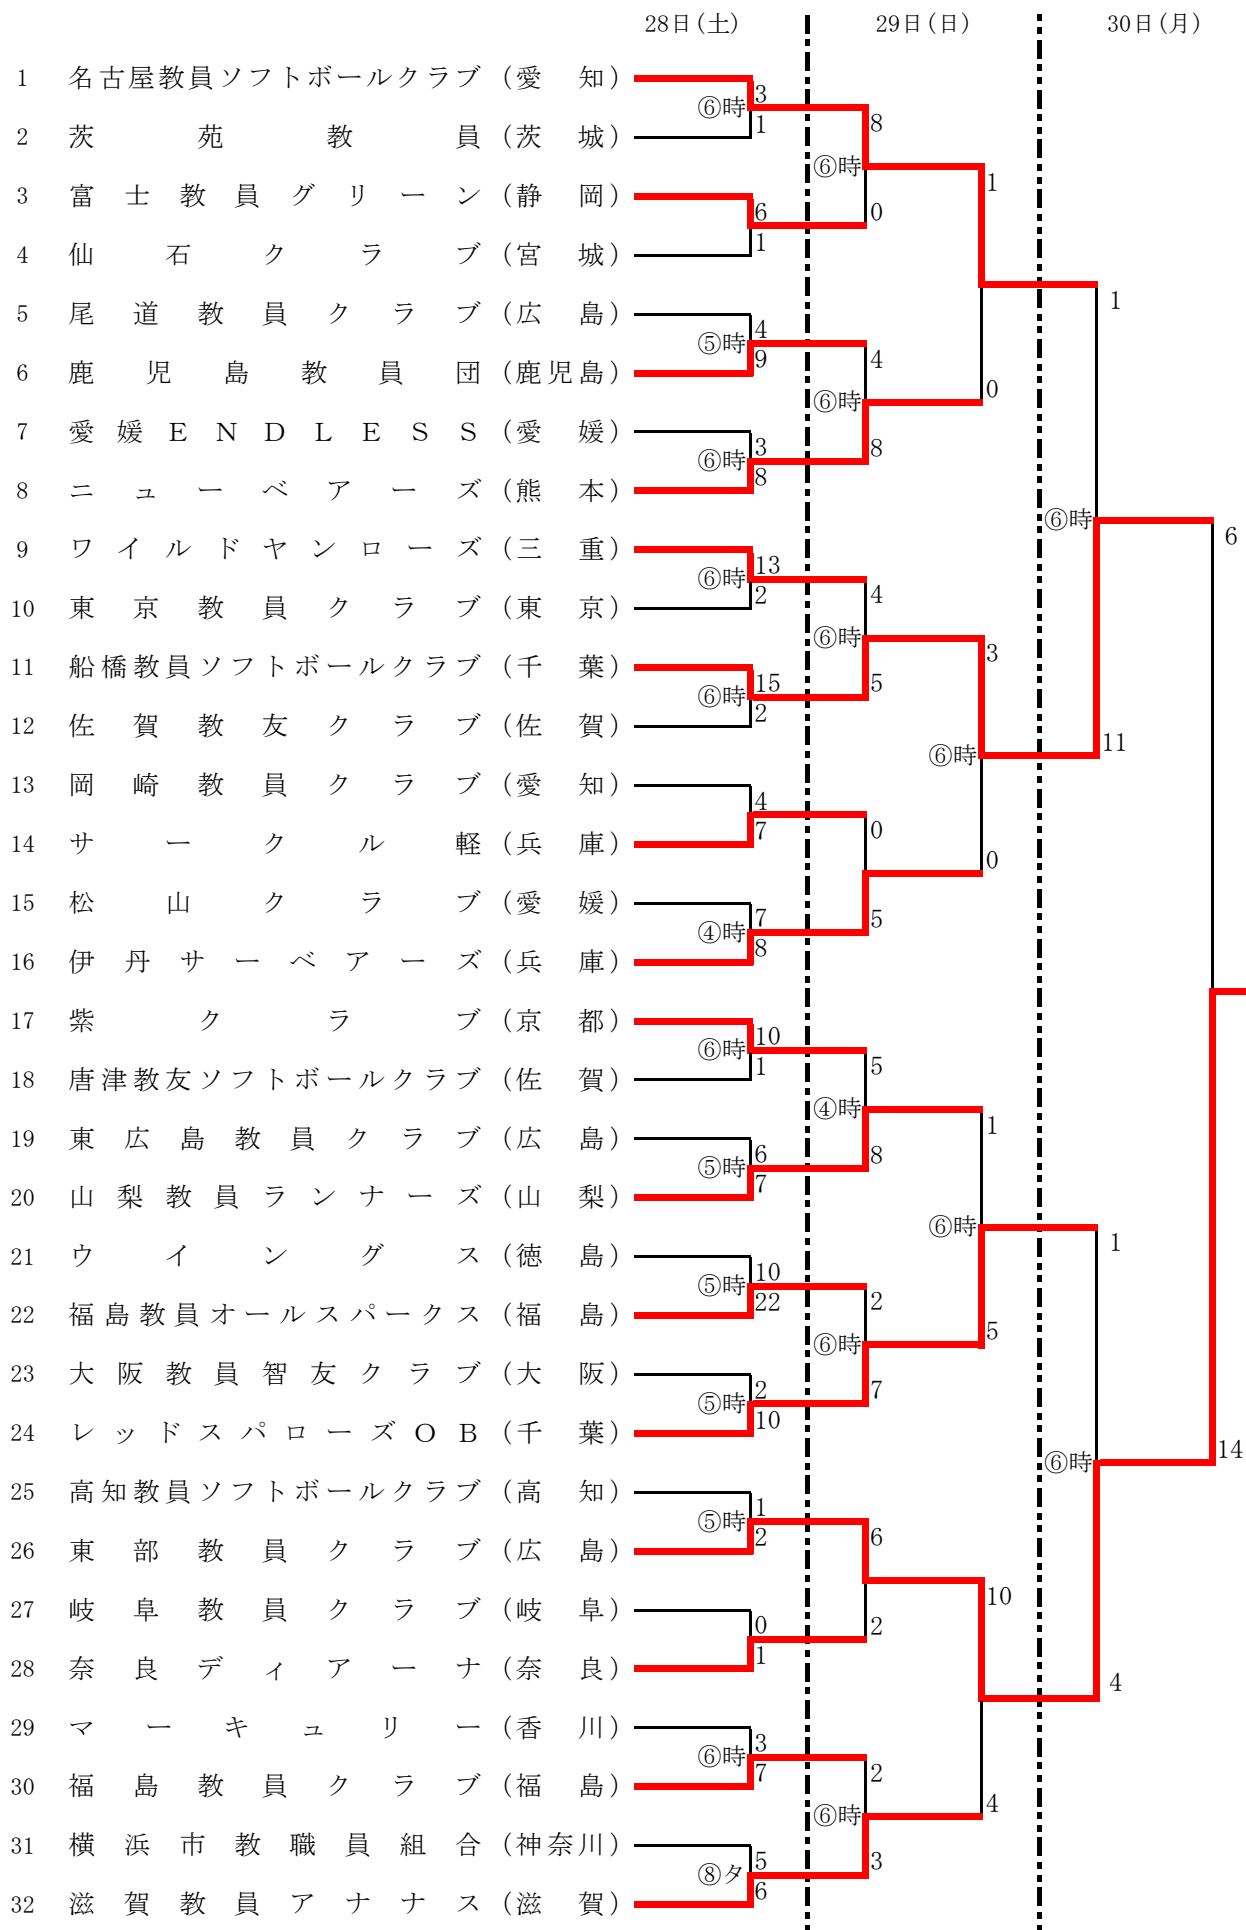 28日(土) 29日(日) 30日(月)
1 名古屋教員ソフトボールクラブ (愛 知) 3
⑥時 8
2 茨 苑 教 員 (茨 城) 1
⑥時 1
3 富士教員グリーン (静 岡) 6 0
4 仙 石 ク ラ ブ (宮 城) 1
1
5 尾 道 教 員 ク ラ ブ (広 島) 4
⑤時 4
6 鹿 児 島 教 員 団 (鹿児島) 9 0
⑥時
7 愛 媛 E N D L E S S (愛 媛) 3 8
⑥時
8 ニ ュ ー ベ ア ー ズ (熊 本) 8
⑥時 6
9 ワイルドヤンローズ (三 重) 13
⑥時 4
10 東 京 教 員 ク ラ ブ (東 京) 2
⑥時 3
11 船橋教員ソフトボールクラブ (千 葉) 15 5
⑥時
12 佐 賀 教 友 ク ラ ブ (佐 賀) 2
⑥時 11
13 岡 崎 教 員 ク ラ ブ (愛 知) 4
0
14 サ ー ク ル 軽 (兵 庫) 7 0
15 松 山 ク ラ ブ (愛 媛) 7 5
④時
16 伊 丹 サ ー ベ ア ー ズ (兵 庫) 8
17 紫 ク ラ ブ (京 都) 10
⑥時 5
18 唐津教友ソフトボールクラブ (佐 賀) 1
④時 1
19 東 広 島 教 員 ク ラ ブ (広 島) 6 8
⑤時
20 山 梨 教 員 ラ ン ナ ー ズ (山 梨) 7
⑥時 1
21 ウ イ ン グ ス (徳 島) 10
⑤時 2
22 福島教員オールスパークス (福 島) 22 5
⑥時
23 大 阪 教 員 智 友 ク ラ ブ (大 阪) 2 7
⑤時
24 レッドスパローズOB (千 葉) 10
⑥時 14
25 高知教員ソフトボールクラブ (高 知) 1
⑤時 6
26 東 部 教 員 ク ラ ブ (広 島) 2
10
27 岐 阜 教 員 ク ラ ブ (岐 阜) 0 2
28 奈 良 デ ィ ア ー ナ (奈 良) 1
4
29 マ ー キ ュ リ ー (香 川) 3
⑥時 2
30 福 島 教 員 ク ラ ブ (福 島) 7 4
⑥時
31 横 浜 市 教 職 員 組 合 (神奈川) 5 3
⑧タ
32 滋 賀 教 員 ア ナ ナ ス (滋 賀) 6